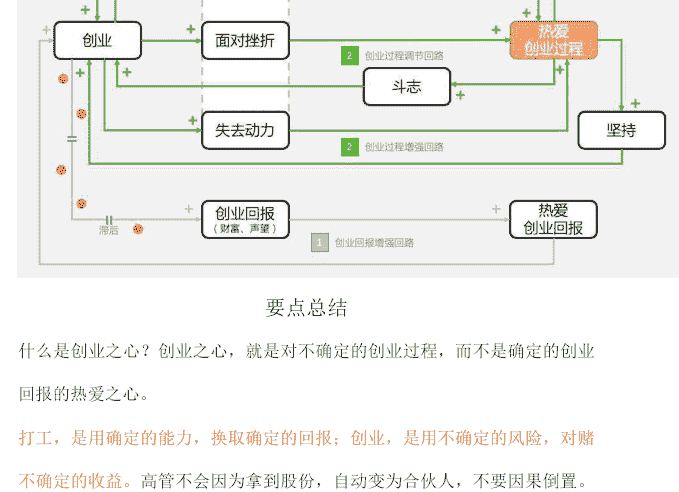 + +
+ 创业 + 面对挫折 + 热爱
创业过程
2 创业过程调节回路
+ + 斗志 + +
+ 失去动力 坚持
2 创业过程增强回路
+ 创业回报
(财富、声望)
+ 热爱
创业回报
滞后
1 创业回报增强回路
要点总结
什么是创业之心？创业之心，就是对不确定的创业过程，而不是确定的创业
回报的热爱之心。
打工，是用确定的能力，换取确定的回报；创业，是用不确定的风险，对赌
不确定的收益。高管不会因为拿到股份，自动变为合伙人，不要因果倒置。